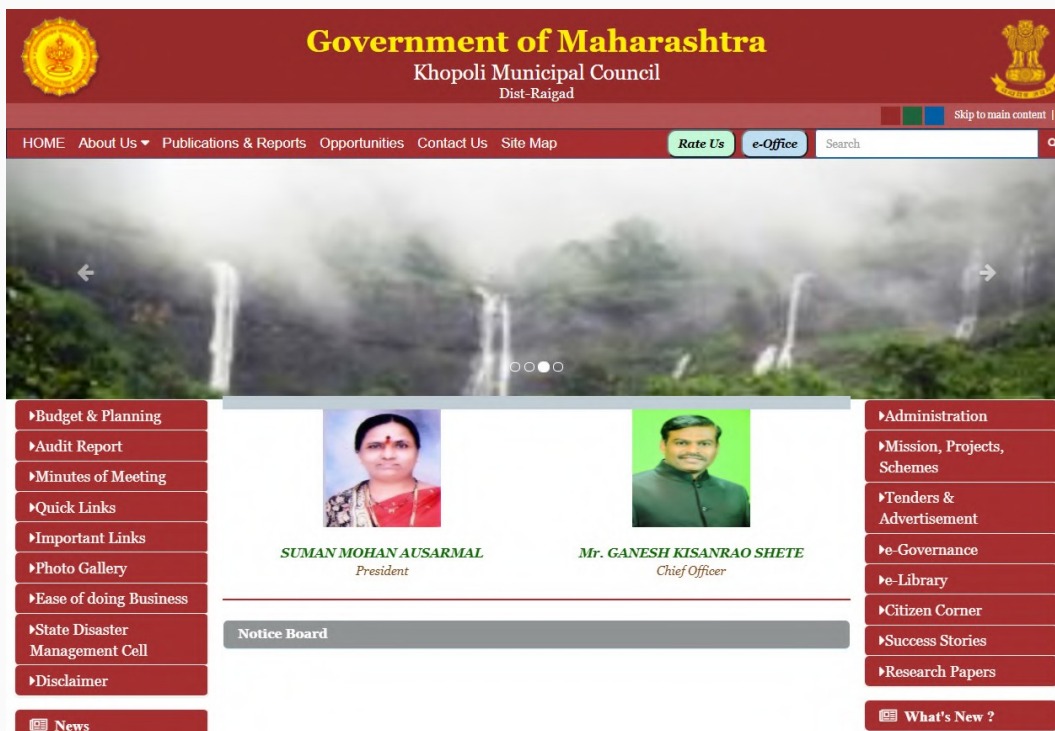 Government of Maharashtra
Khopoli Municipal Council
Dist-Raigad
Skip to main content |
HOME About Us Publications & Reports Opportunities Contact Us Site Map Rate Us e-Office Search
Budget & Planning
Audit Report
Minutes of Meeting
Quick Links
Important Links
Photo Gallery
Ease of doing Business
State Disaster
Management Cell
Disclaimer
News
SUMAN MOHAN AUSARMAL
President
Mr. GANESH KISANRAO SHETE
Chief Officer
Notice Board
Administration
Mission, Projects,
Schemes
Tenders &
Advertisement
e-Governance
e-Library
Citizen Corner
Success Stories
Research Papers
What's New ?